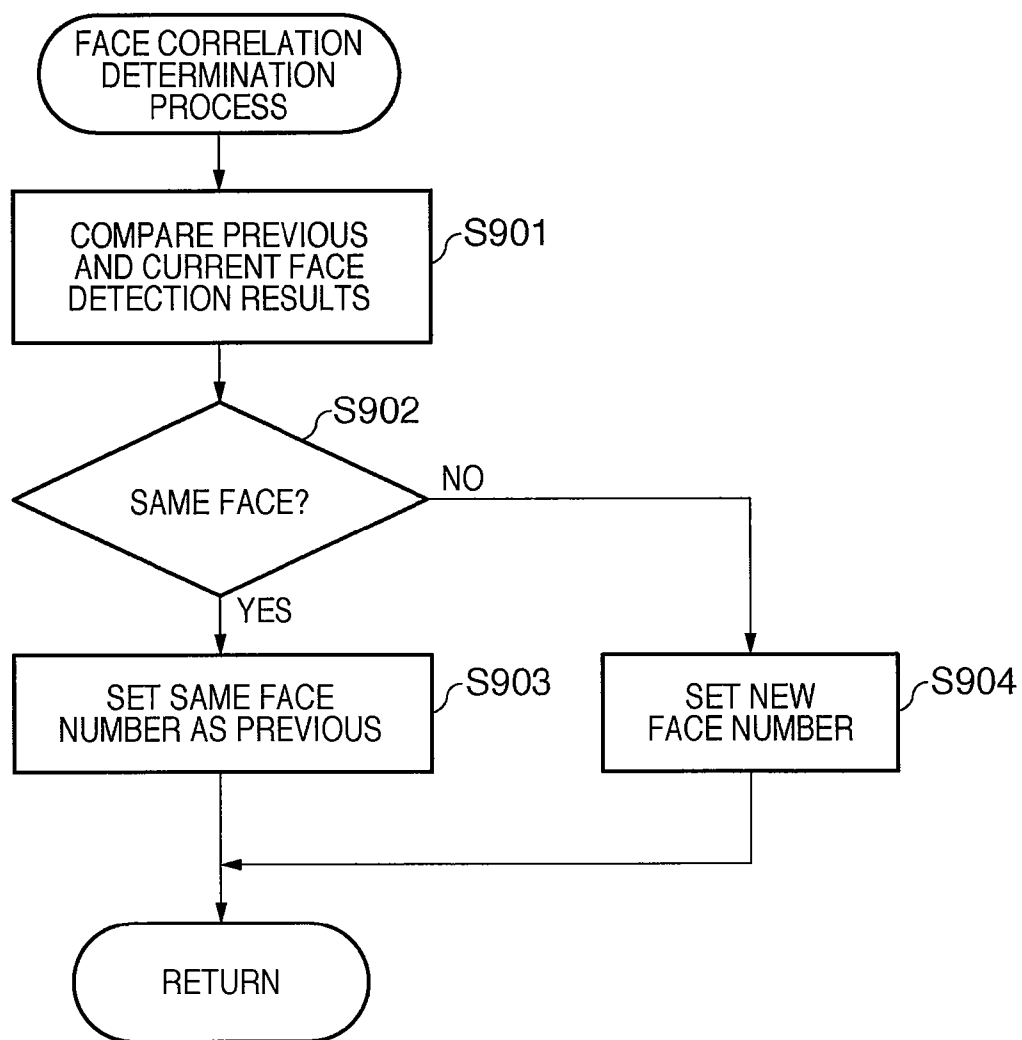 FACE CORRELATION
DETERMINATION
PROCESS
COMPARE PREVIOUS
AND CURRENT FACE
DETECTION RESULTS
S901
S902
SAME FACE?
NO
YES
SET SAME FACE
NUMBER AS PREVIOUS
S903
SET NEW
FACE NUMBER
S904
RETURN